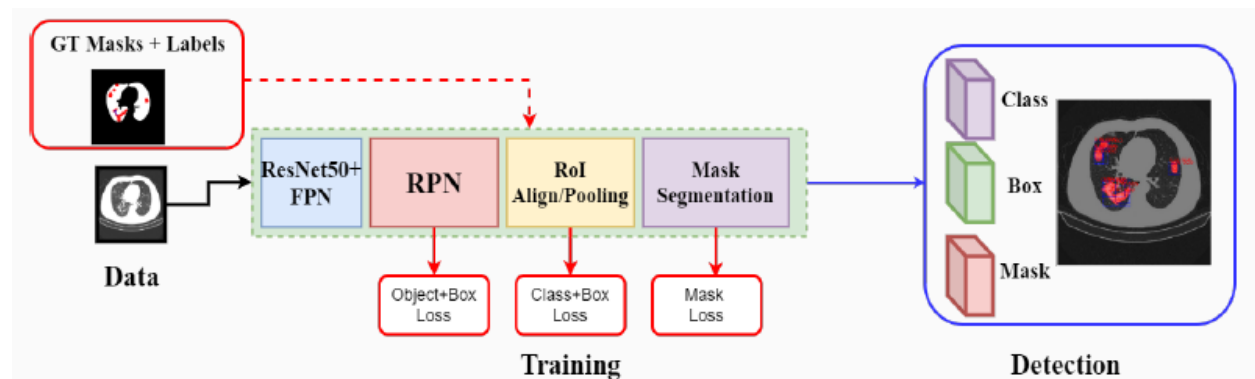 GT Masks + Labels
Data
ResNet50+
FPN
RPN
RoI
Align/Pooling
Mask
Segmentation
Object+Box
Loss
Class+Box
Loss
Mask
Loss
Training
Class
Box
Mask
Detection